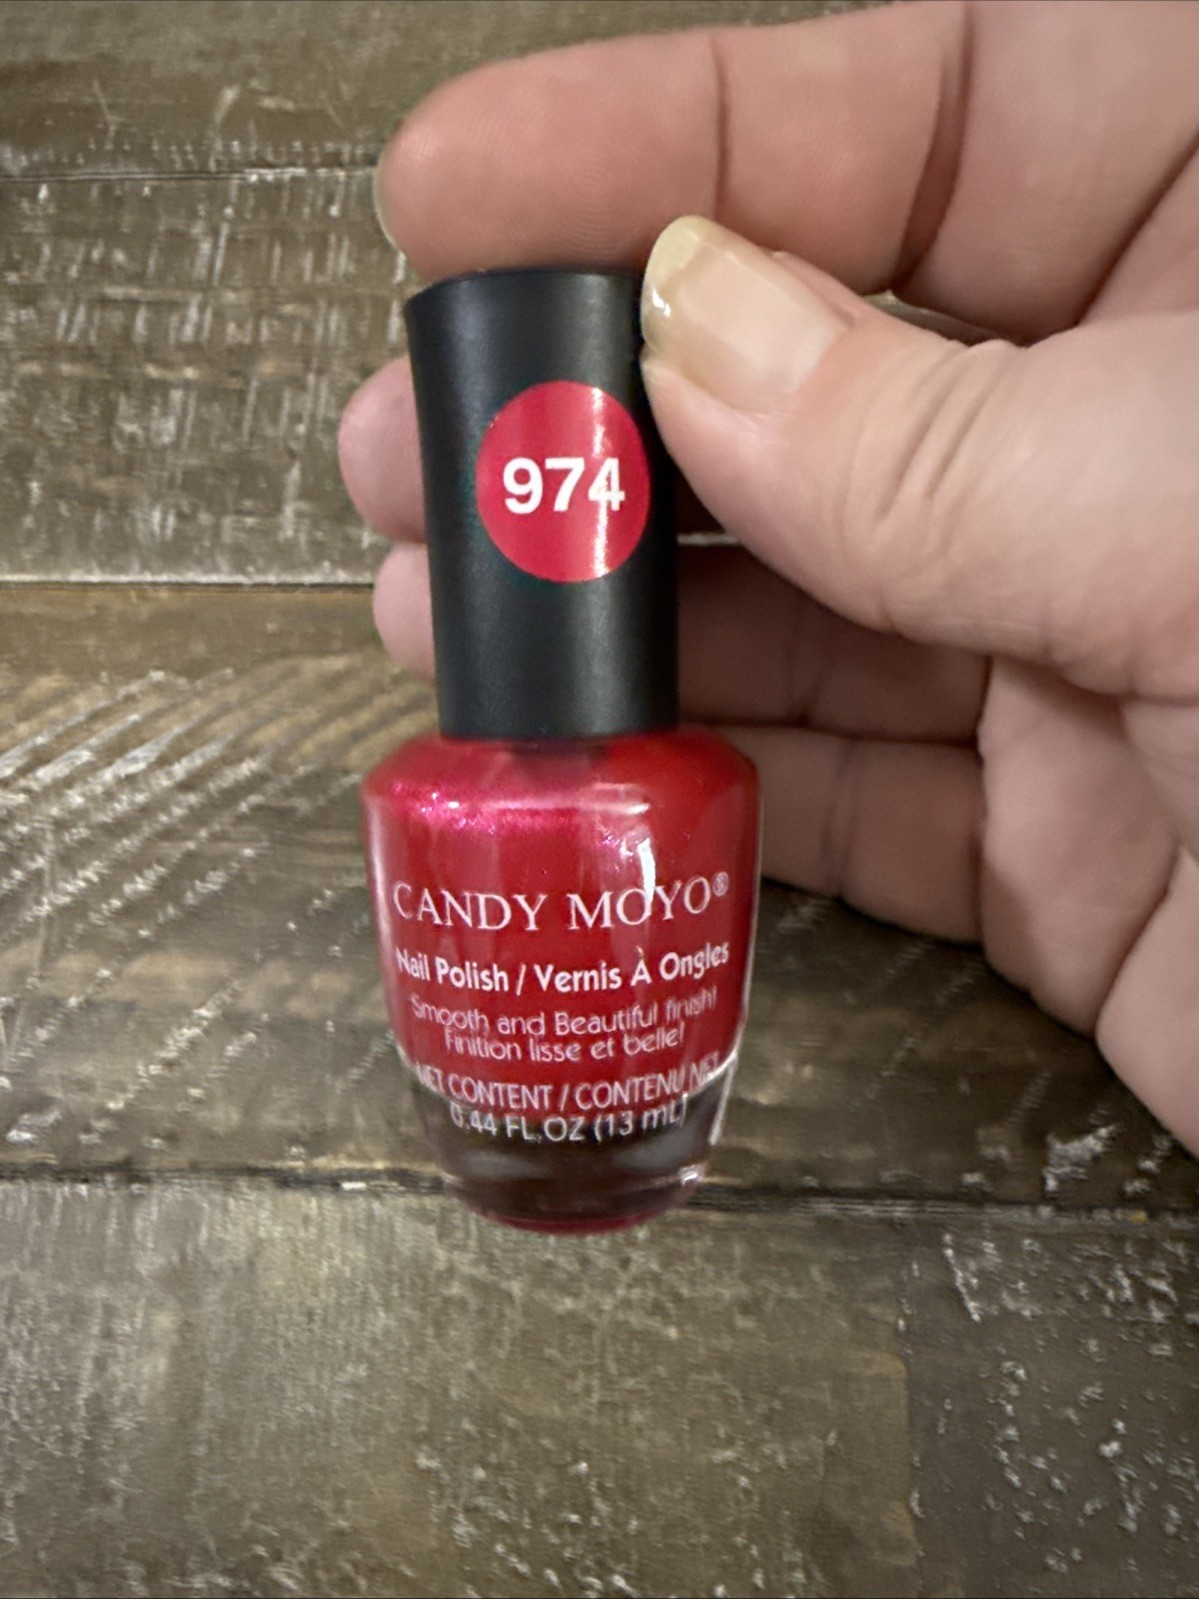 974
CANDY MOYO®
Nail Polish / Vernis À Ongles
Smooth and Beautiful finish!
Finition lisse et belle!
NET CONTENT / CONTENU NET
0.44 FL.OZ (13 mL)